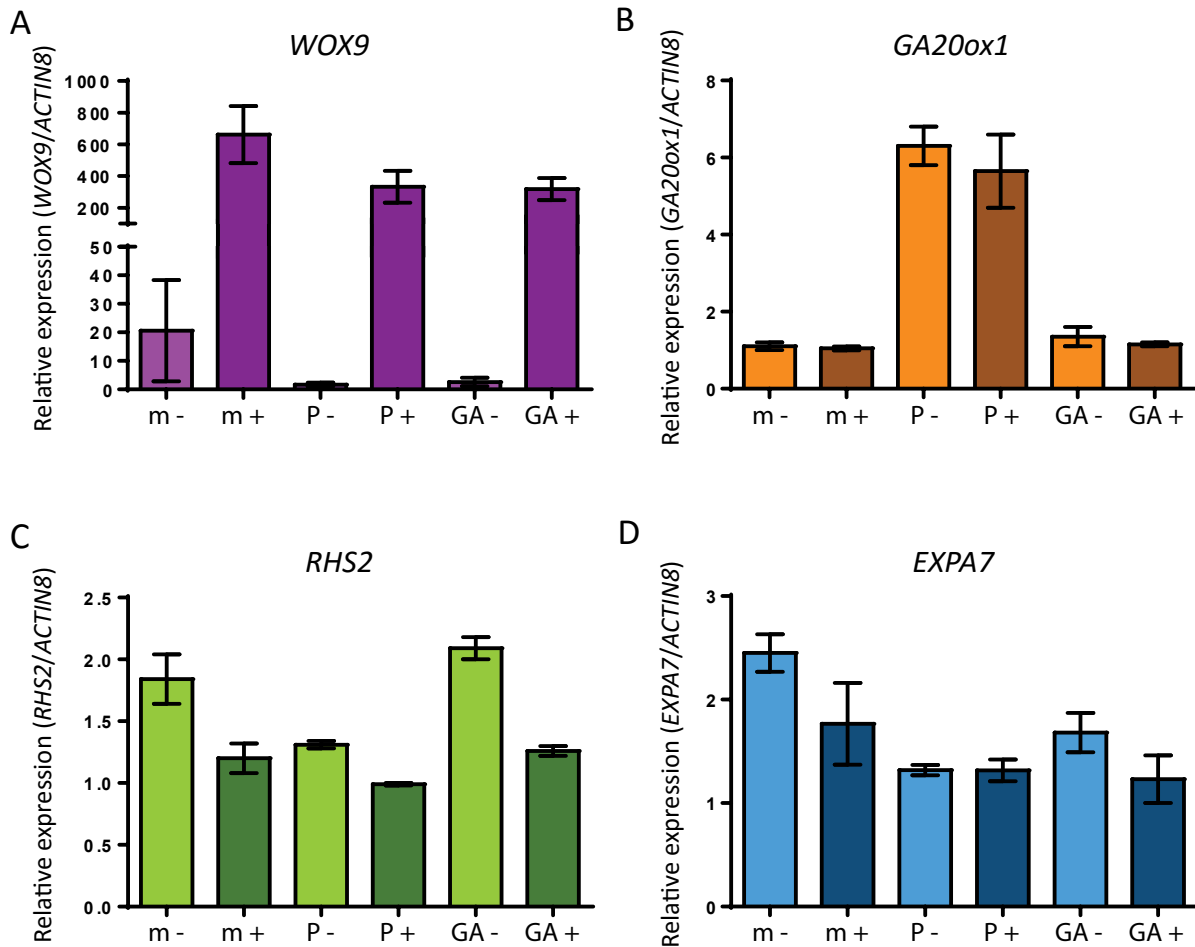 A
WOX9
Relative expression (WOX9/ACTIN8)
1000
800
600
400
200
50
40
30
20
10
0
m - m + P - P + GA - GA +
B
GA20ox1
Relative expression (GA20ox1/ACTIN8)
8
6
4
2
0
m - m + P - P + GA - GA +
C
RHS2
Relative expression (RHS2/ACTIN8)
2.5
2.0
1.5
1.0
0.5
0.0
m - m + P - P + GA - GA +
D
EXPA7
Relative expression (EXPA7/ACTIN8)
3
2
1
0
m - m + P - P + GA - GA +